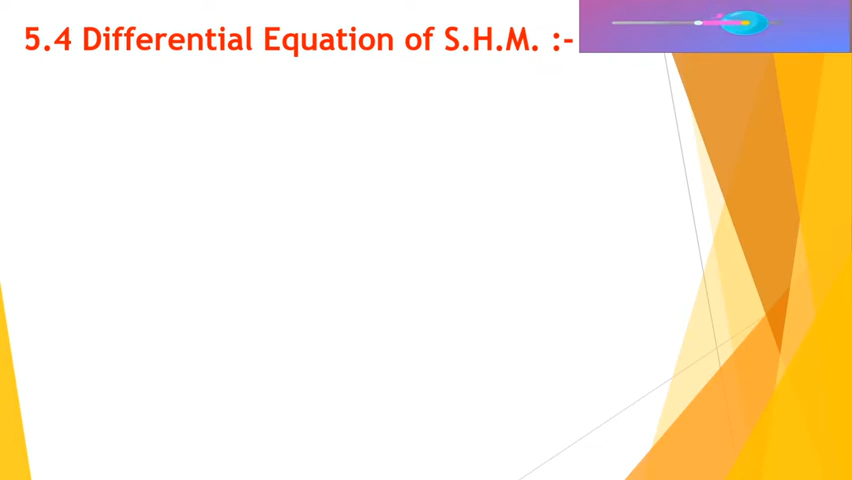 5.4 Differential Equation of S.H.M. :-